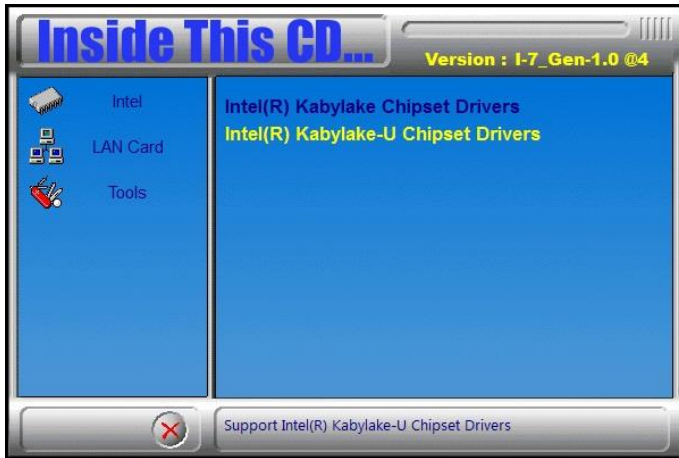 Inside This CD...
Version : I-7_Gen-1.0 @4
Intel
LAN Card
Tools
Intel(R) Kabylake Chipset Drivers
Intel(R) Kabylake-U Chipset Drivers
Support Intel(R) Kabylake-U Chipset Drivers